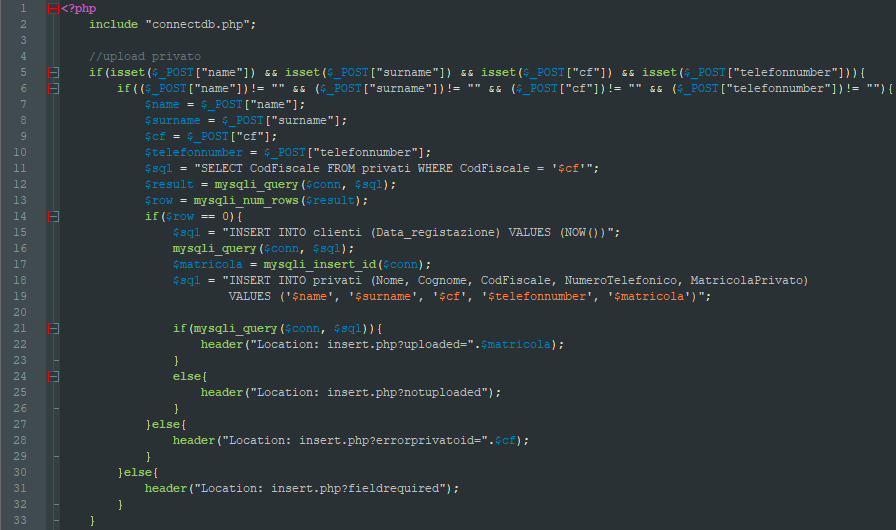 1 <?php
2 include "connectdb.php";
3
4 //upload privato
5 if(isset($_POST["name"]) && isset($_POST["surname"]) && isset($_POST["cf"]) && isset($_POST["telefonnumber"])){
6 if(($_POST["name"])!= "" && ($_POST["surname"])!= "" && ($_POST["cf"])!= "" && ($_POST["telefonnumber"])!= ""){
7 $name = $_POST["name"];
8 $surname = $_POST["surname"];
9 $cf = $_POST["cf"];
10 $telefonnumber = $_POST["telefonnumber"];
11 $sql = "SELECT CodFiscale FROM privati WHERE CodFiscale = '$cf'";
12 $result = mysqli_query($conn, $sql);
13 $row = mysqli_num_rows($result);
14 if($row == 0){
15 $sql = "INSERT INTO clienti (Data_registazione) VALUES (NOW())";
16 mysqli_query($conn, $sql);
17 $matricola = mysqli_insert_id($conn);
18 $sql = "INSERT INTO privati (Nome, Cognome, CodFiscale, NumeroTelefonico, MatricolaPrivato)
19 VALUES ('$name', '$surname', '$cf', '$telefonnumber', '$matricola')";
20
21 if(mysqli_query($conn, $sql)){
22 header("Location: insert.php?uploaded=".$matricola);
23 }
24 else{
25 header("Location: insert.php?notuploaded");
26 }
27 }else{
28 header("Location: insert.php?errorprivatoid=".$cf);
29 }
30 }else{
31 header("Location: insert.php?fieldrequired");
32 }
33 }